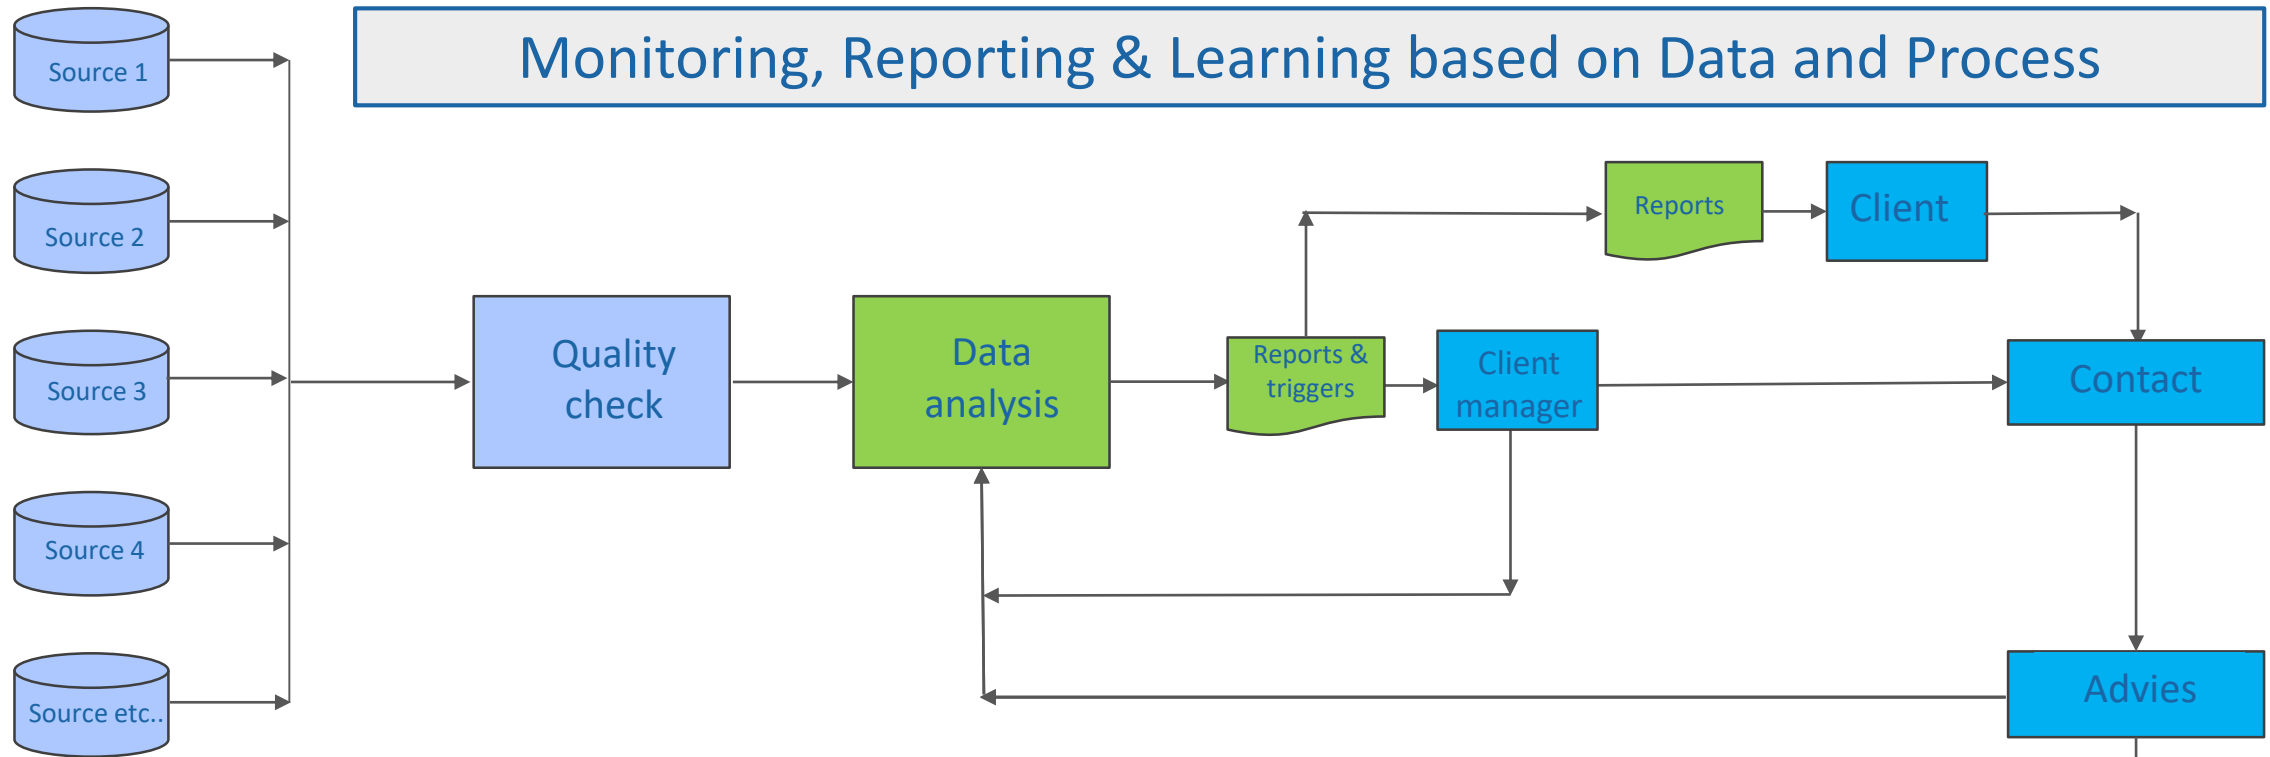 Monitoring, Reporting & Learning based on Data and Process
Source 1
Source 2
Source 3
Source 4
Source etc..
Quality
check
Data
analysis
Reports &
triggers
Reports
Client
Client
manager
Contact
Advies